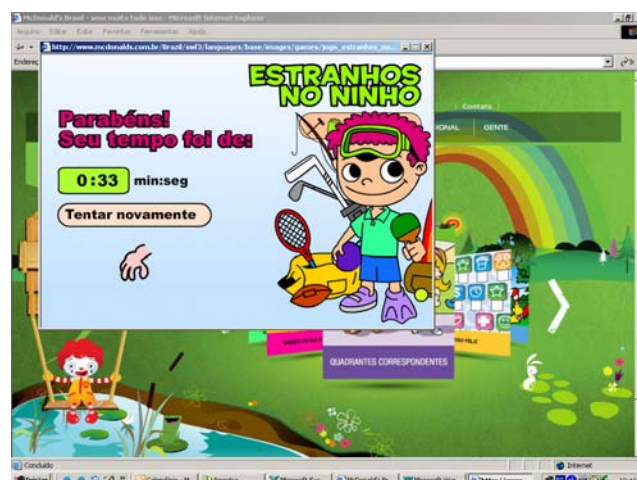 McDonald's Brasil - amo muito tudo isso - Microsoft Internet Explorer
Arquivo Editar Exibir Favoritos Ferramentas Ajuda
http://www.mcdonalds.com.br/Brazil/swf3/languages/base/images/games/jogo_estranhos_no...
ESTRANHOS
NO NINHO
Contato
GENTE
Parabéns!
Seu tempo foi de:
0:33 min:seg
Tentar novamente
QUADRANTES CORRESPONDENTES
Concluído
Internet